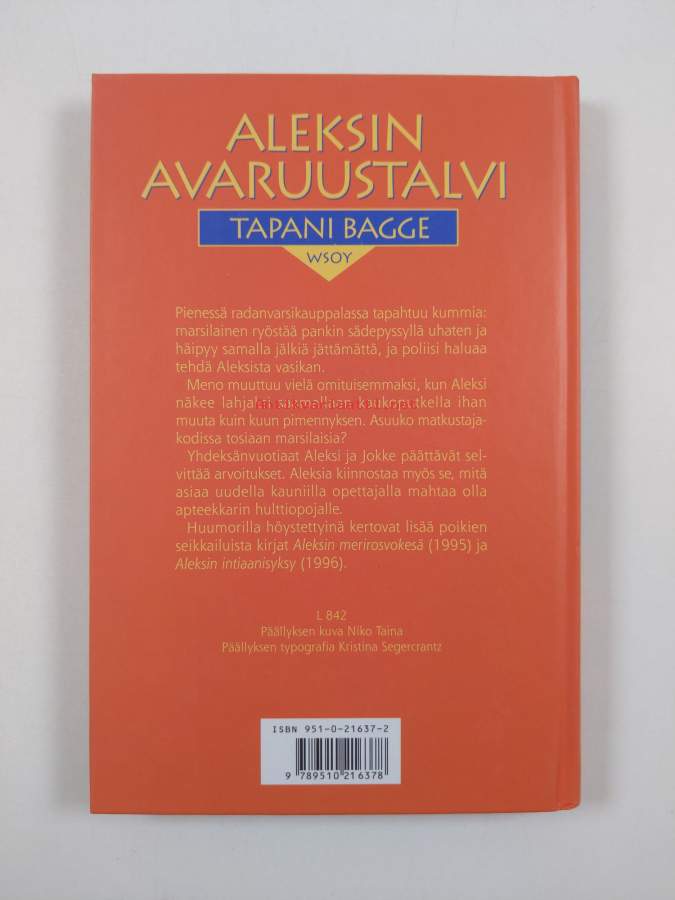 ALEKSIN
AVARUUSTALVI
TAPANI BAGGE
WSOY
Pienessä radanvarsikauppalassa tapahtuu kummia:
marsilainen ryöstää pankin sädepyssyllä uhaten ja
häipyy samalla jälkiä jättämättä, ja poliisi haluaa
tehdä Aleksista vasikan.
Meno muuttuu vielä omituisemmaksi, kun Aleksi
näkee lahjaksi saamallaan kaukoputkella ihan
muuta kuin kuun pimennyksen. Asuuko matkustaja-
kodissa tosiaan marsilaisia?
Yhdeksänvuotiaat Aleksi ja Jokke päättävät sel-
vittää arvoitukset. Aleksia kiinnostaa myös se, mitä
asiaa uudella kauniilla opettajalla mahtaa olla
apteekkarin hulttiopojalle.
Huumorilla höystettyinä kertovat lisää poikien
seikkailuista kirjat Aleksin merirosvokesä (1995) ja
Aleksin intiaanisyksy (1996).
L 842
Päällyksen kuva Niko Taina
Päällyksen typografia Kristina Segercrantz
ISBN 951-0-21637-2
9 789510 216378